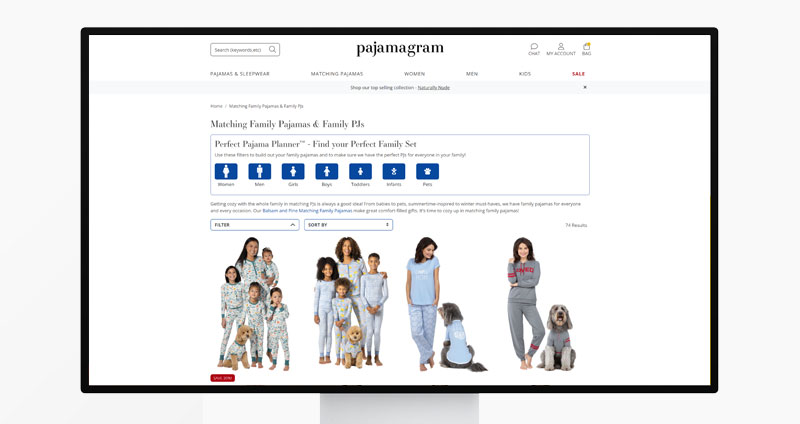 Search (keywords,etc)
pajamagram
CHAT
MY ACCOUNT
BAG
PAJAMAS & SLEEPWEAR
MATCHING PAJAMAS
WOMEN
MEN
KIDS
SALE
Shop our top selling collection - Naturally Nude
Home / Matching Family Pajamas & Family PJs
Matching Family Pajamas & Family PJs
Perfect Pajama Planner™ - Find your Perfect Family Set
Use these filters to build out your family pajamas and to make sure we have the perfect PJs for everyone in your family!
Women
Men
Girls
Boys
Toddlers
Infants
Pets
Getting cozy with the whole family in matching PJs is always a good idea! From babies to pets, summertime-inspired to winter must-haves, we have family pajamas for everyone
and every occasion. Our Balsam and Pine Matching Family Pajamas make great comfort-filled gifts. It's time to cozy up in matching family pajamas!
FILTER
SORT BY
74 Results